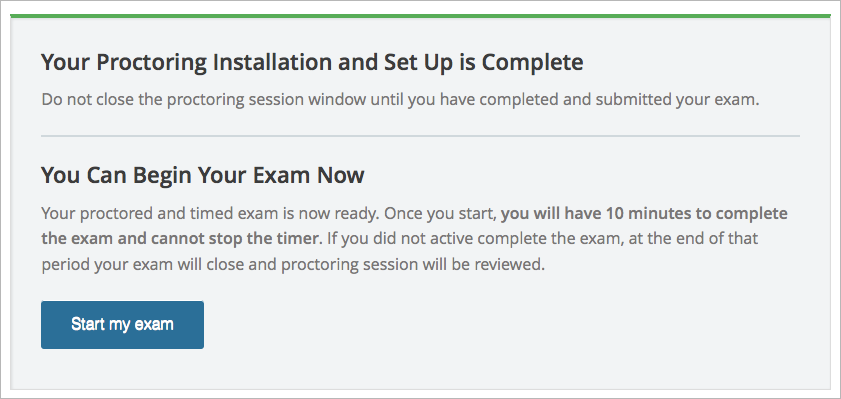 Your Proctoring Installation and Set Up is Complete
Do not close the proctoring session window until you have completed and submitted your exam.
You Can Begin Your Exam Now
Your proctored and timed exam is now ready. Once you start, you will have 10 minutes to complete
the exam and cannot stop the timer. If you did not active complete the exam, at the end of that
period your exam will close and proctoring session will be reviewed.
Start my exam